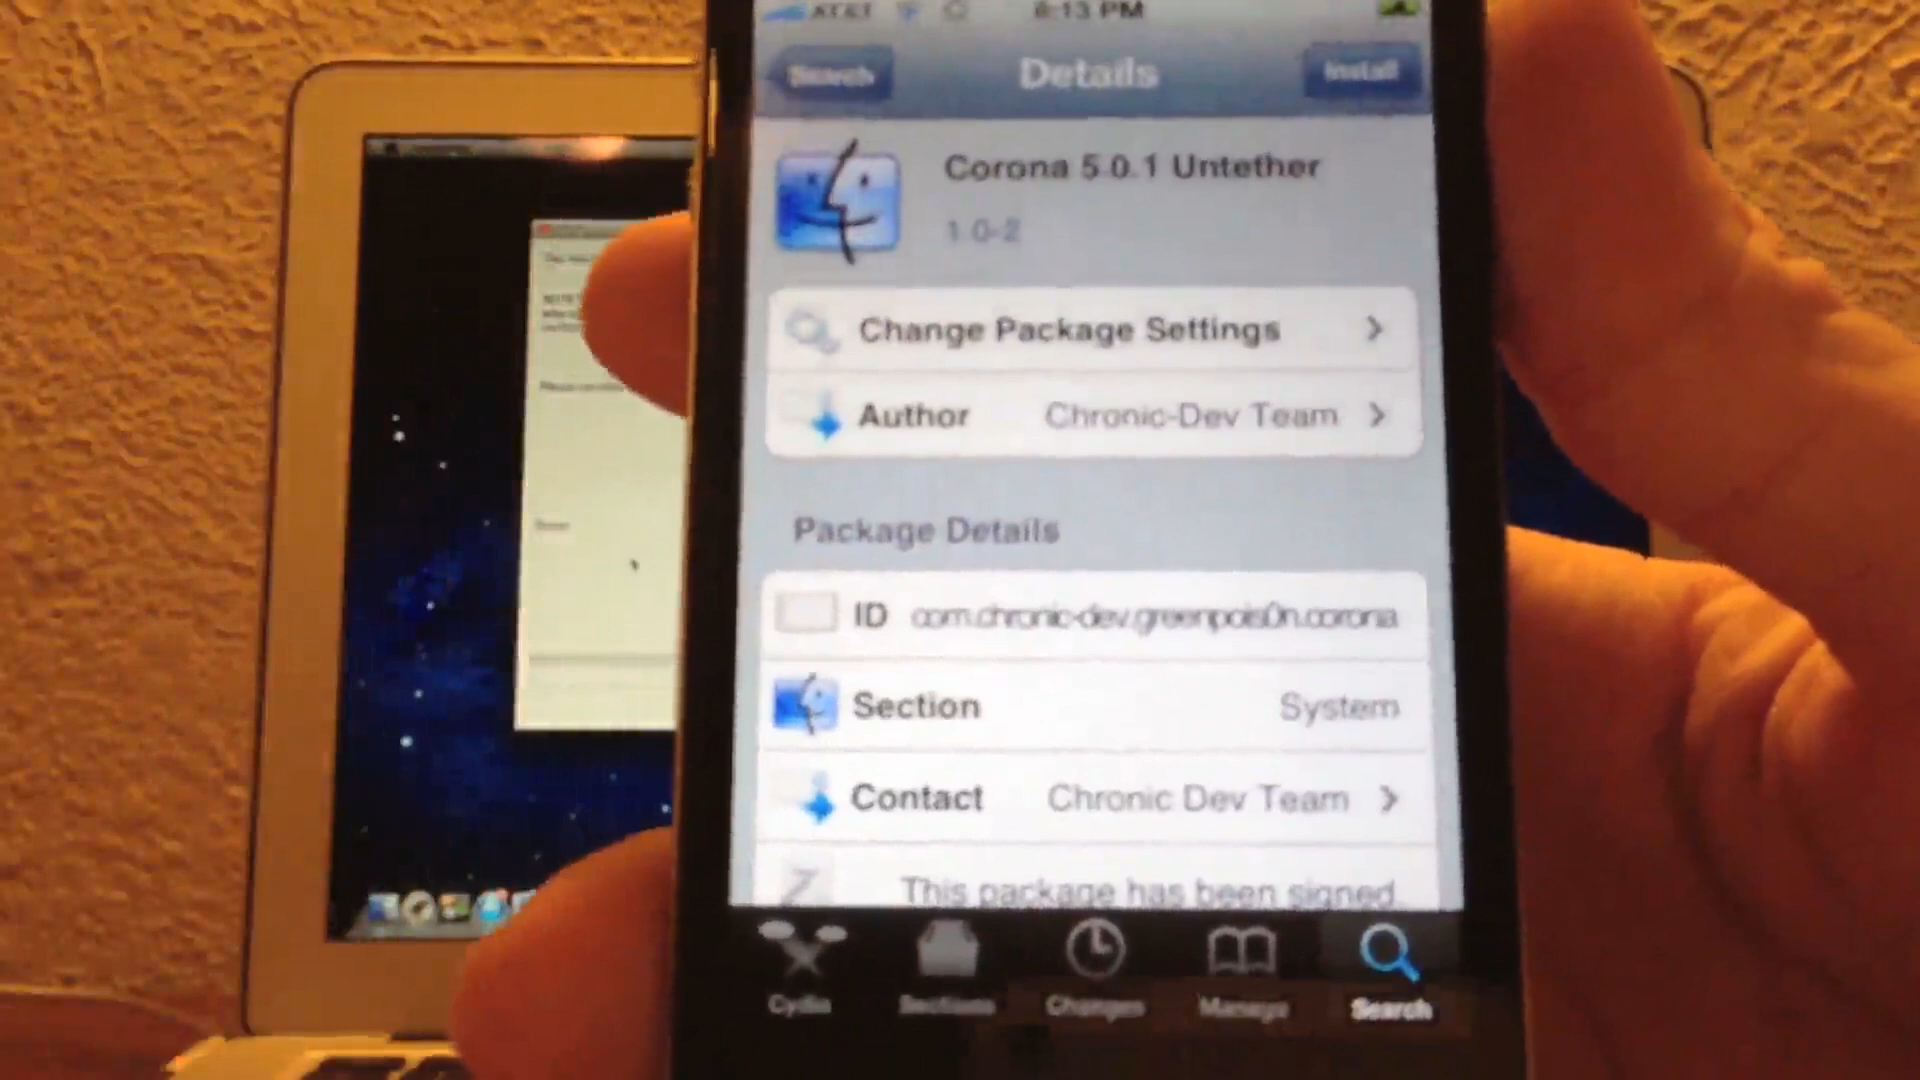 AT&T 8:13 PM
Search Details Install
Corona 5.0.1 Untether
1.0-2
Change Package Settings
Author Chronic-Dev Team
Package Details
ID com.chronic-dev.greenpois0n.corona
Section System
Contact Chronic Dev Team
This package has been signed
Cydia Sections Changes Manage Search